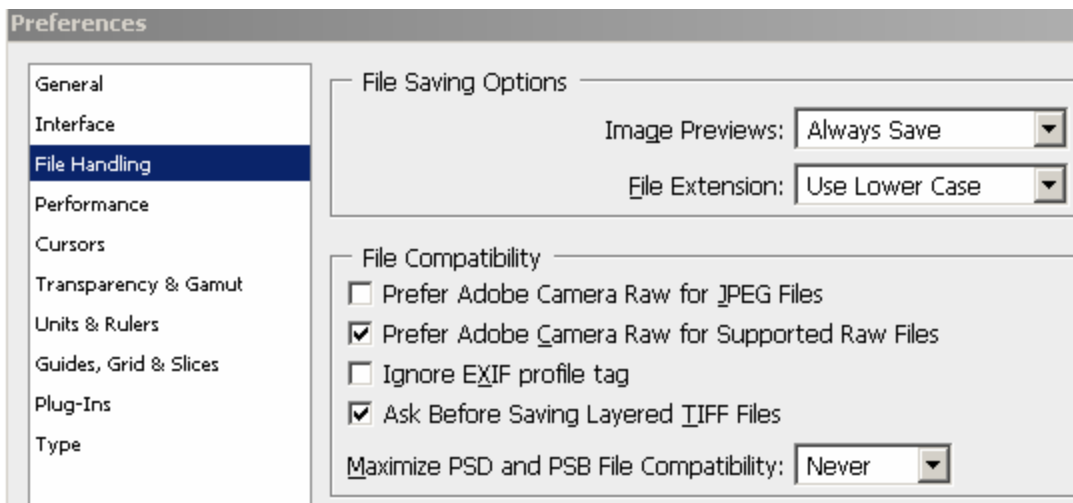 Preferences
General
Interface
File Handling
Performance
Cursors
Transparency & Gamut
Units & Rulers
Guides, Grid & Slices
Plug-Ins
Type
File Saving Options
Image Previews: Always Save
File Extension: Use Lower Case
File Compatibility
Prefer Adobe Camera Raw for JPEG Files
Prefer Adobe Camera Raw for Supported Raw Files
Ignore EXIF profile tag
Ask Before Saving Layered TIFF Files
Maximize PSD and PSB File Compatibility: Never